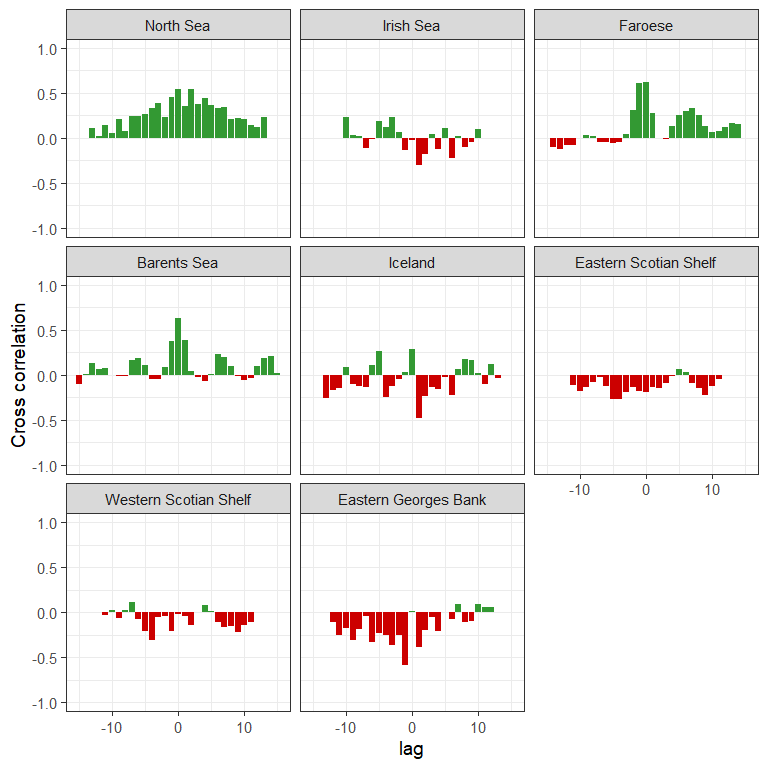 North Sea Irish Sea Faroese
1.0
0.5
0.0
-0.5
-1.0
Barents Sea Iceland Eastern Scotian Shelf
1.0
0.5
0.0
-0.5
-1.0
-10 0 10
Western Scotian Shelf Eastern Georges Bank
1.0
0.5
0.0
-0.5
-1.0
-10 0 10 -10 0 10
Cross correlation
lag